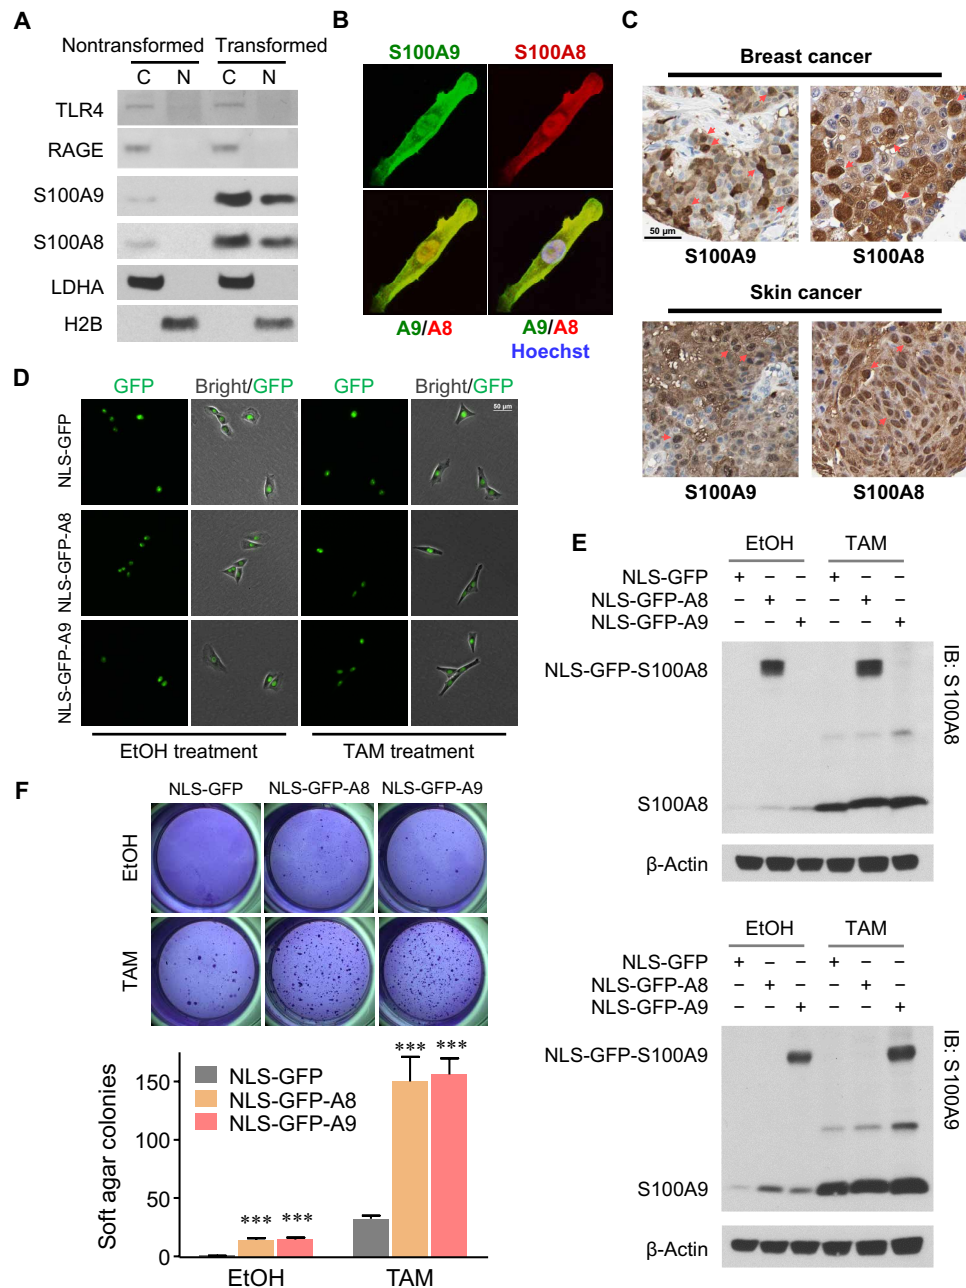 A
Nontransformed Transformed
C N C N
TLR4
RAGE
S100A9
S100A8
LDHA
H2B
B
S100A9 S100A8
A9/A8 A9/A8
Hoechst
C
Breast cancer
50 µm
S100A9 S100A8
Skin cancer
S100A9 S100A8
D
GFP Bright/GFP GFP Bright/GFP
50 µm
NLS-GFP
NLS-GFP-A8
NLS-GFP-A9
EtOH treatment TAM treatment
E
EtOH TAM
NLS-GFP + − − + − −
NLS-GFP-A8 − + − − + −
NLS-GFP-A9 − − + − − +
NLS-GFP-S100A8
S100A8
IB: S100A8
β-Actin
EtOH TAM
NLS-GFP + − − + − −
NLS-GFP-A8 − + − − + −
NLS-GFP-A9 − − + − − +
NLS-GFP-S100A9
S100A9
IB: S100A9
β-Actin
F
NLS-GFP NLS-GFP-A8 NLS-GFP-A9
EtOH
TAM
Soft agar colonies
150
100
50
0
NLS-GFP
NLS-GFP-A8
NLS-GFP-A9
*** ***
*** ***
EtOH TAM